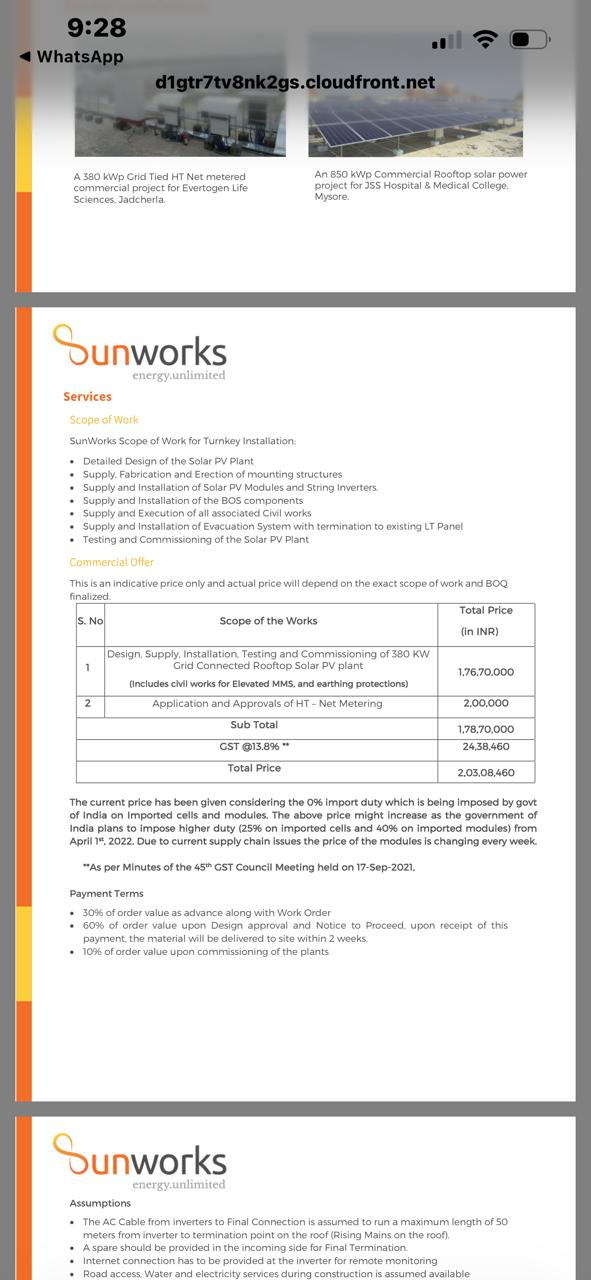 9:28
◀ WhatsApp
d1gtr7tv8nk2gs.cloudfront.net
A 380 kWp Grid Tied HT Net metered
commercial project for Evertogen Life
Sciences, Jadcherla.
An 850 kWp Commercial Rooftop solar power
project for JSS Hospital & Medical College,
Mysore.
Sunworks
energy.unlimited
Services
Scope of Work
SunWorks Scope of Work for Turnkey Installation:
• Detailed Design of the Solar PV Plant
• Supply, Fabrication and Erection of mounting structures
• Supply and Installation of Solar PV Modules and String Inverters.
• Supply and Installation of the BOS components
• Supply and Execution of all associated Civil works
• Supply and Installation of Evacuation System with termination to existing LT Panel
• Testing and Commissioning of the Solar PV Plant
Commercial Offer
This is an indicative price only and actual price will depend on the exact scope of work and BOQ
finalized.
S. No Scope of the Works Total Price
(in INR)
1 Design, Supply, Installation, Testing and Commissioning of 380 KW
Grid Connected Rooftop Solar PV plant
(Includes civil works for Elevated MMS, and earthing protections) 1,76,70,000
2 Application and Approvals of HT – Net Metering 2,00,000
Sub Total 1,78,70,000
GST @13.8% ** 24,38,460
Total Price 2,03,08,460
The current price has been given considering the 0% import duty which is being imposed by govt
of India on Imported cells and modules. The above price might increase as the government of
India plans to impose higher duty (25% on imported cells and 40% on imported modules) from
April 1st, 2022. Due to current supply chain issues the price of the modules is changing every week.
**As per Minutes of the 45th GST Council Meeting held on 17-Sep-2021,
Payment Terms
• 30% of order value as advance along with Work Order
• 60% of order value upon Design approval and Notice to Proceed, upon receipt of this
payment, the material will be delivered to site within 2 weeks.
• 10% of order value upon commissioning of the plants
Sunworks
energy.unlimited
Assumptions
• The AC Cable from inverters to Final Connection is assumed to run a maximum length of 50
meters from inverter to termination point on the roof (Rising Mains on the roof).
• A spare should be provided in the incoming side for Final Termination.
• Internet connection has to be provided at the inverter for remote monitoring
• Road access, Water and electricity services during construction is assumed available